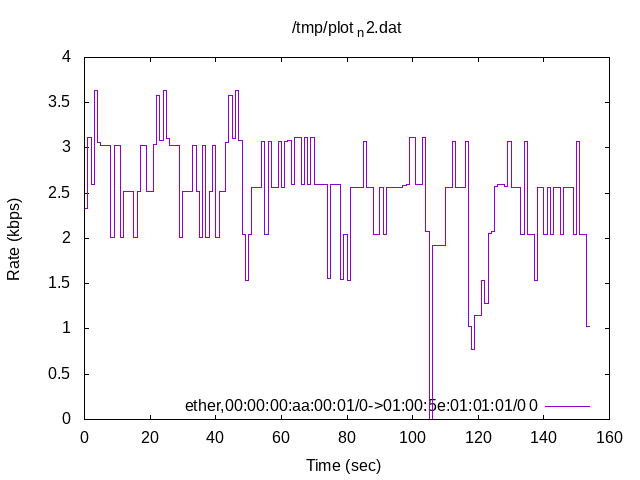 /tmp/plot n2.dat
4
3.5
3
2.5
2
1.5
1
0.5
0
Rate (kbps)
ether,00:00:00:aa:00:01/0->01:00:5e:01:01:01/0 0
0 20 40 60 80 100 120 140 160
Time (sec)